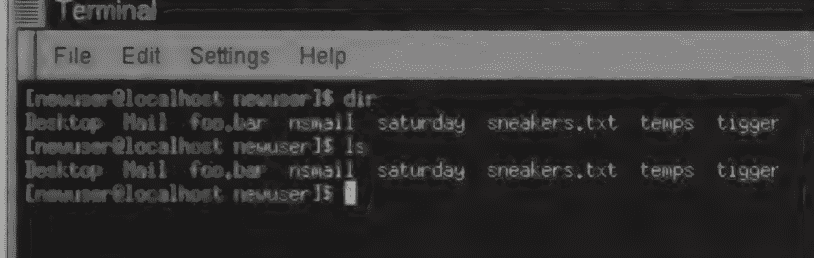 Terminal
File Edit Settings Help
[newuser@localhost newuser]$ dir
Desktop Mail foo.bar nsmail saturday sneakers.txt temps tigger
[newuser@localhost newuser]$ ls
Desktop Mail foo.bar nsmail saturday sneakers.txt temps tigger
[newuser@localhost newuser]$